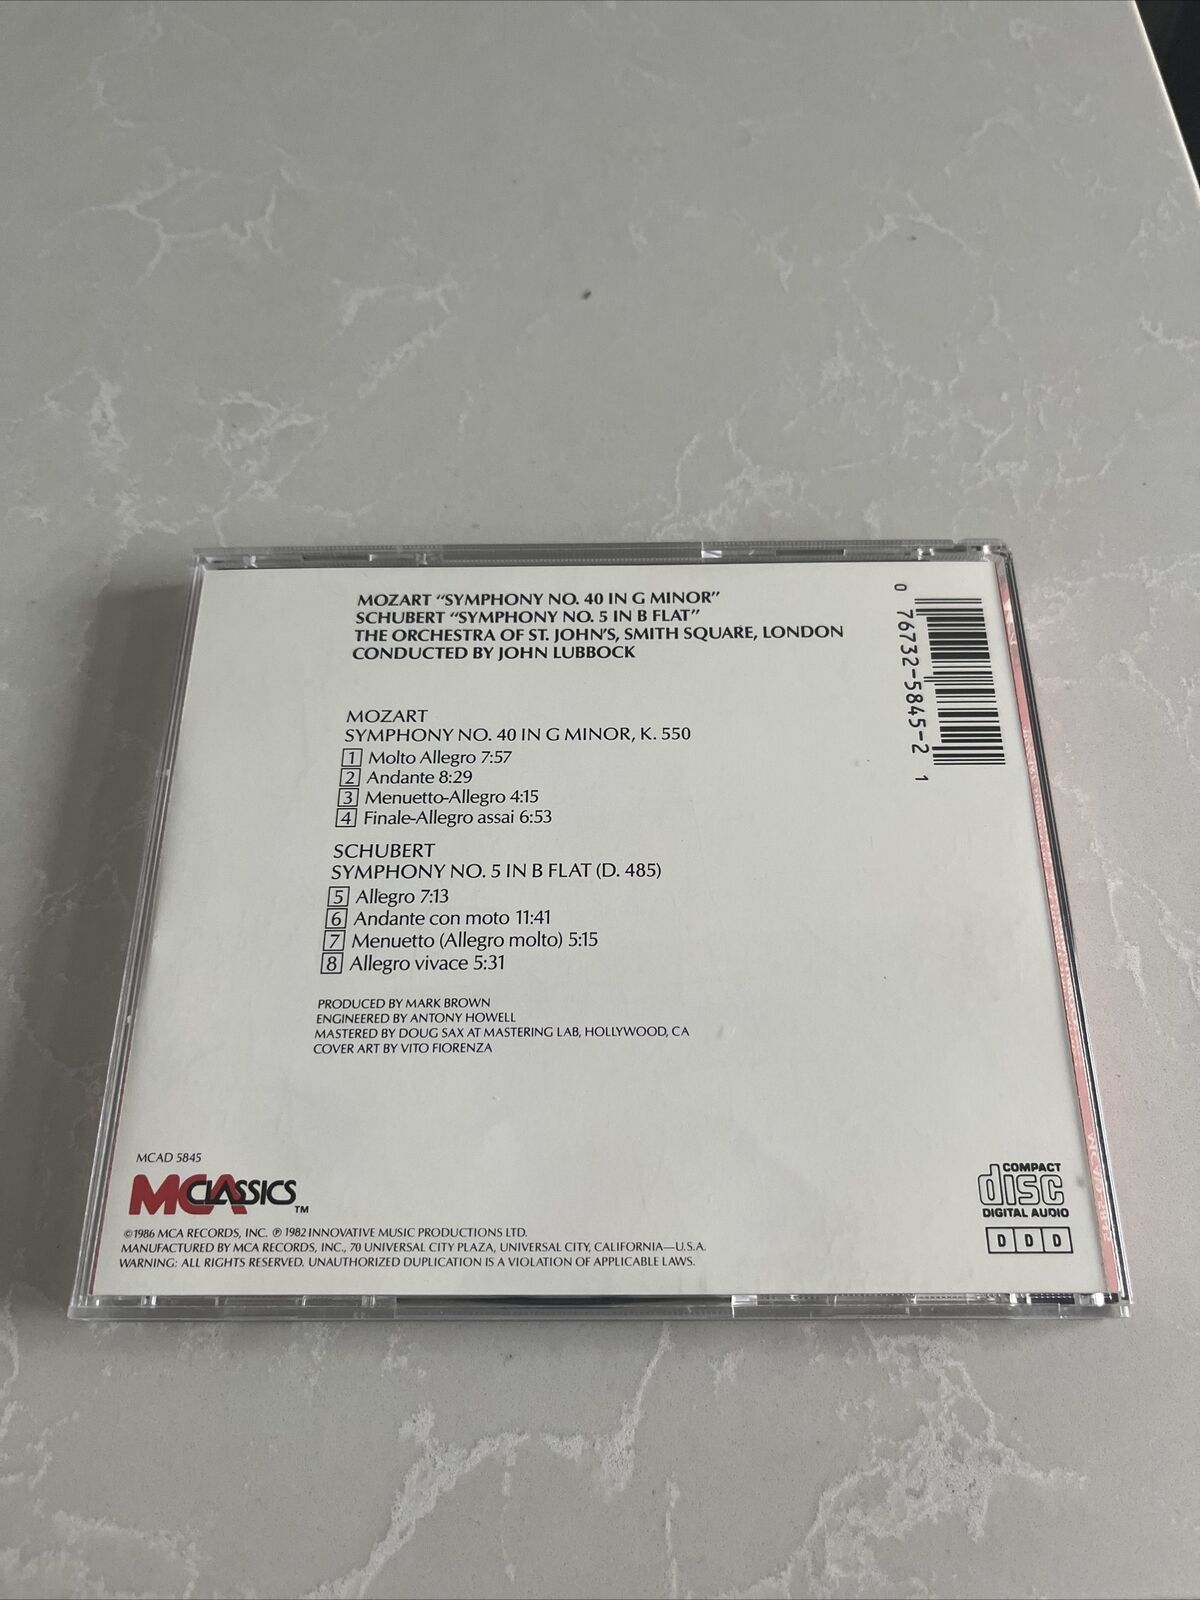 MOZART “SYMPHONY NO. 40 IN G MINOR”
SCHUBERT “SYMPHONY NO. 5 IN B FLAT”
THE ORCHESTRA OF ST. JOHN'S, SMITH SQUARE, LONDON
CONDUCTED BY JOHN LUBBOCK
0 76732-5845-2 1
MOZART
SYMPHONY NO. 40 IN G MINOR, K. 550
1 Molto Allegro 7:57
2 Andante 8:29
3 Menuetto-Allegro 4:15
4 Finale-Allegro assai 6:53
SCHUBERT
SYMPHONY NO. 5 IN B FLAT (D. 485)
5 Allegro 7:13
6 Andante con moto 11:41
7 Menuetto (Allegro molto) 5:15
8 Allegro vivace 5:31
PRODUCED BY MARK BROWN
ENGINEERED BY ANTONY HOWELL
MASTERED BY DOUG SAX AT MASTERING LAB, HOLLYWOOD, CA
COVER ART BY VITO FIORENZA
MCAD 5845
MCA CLASSICS TM
©1986 MCA RECORDS, INC. ℗ 1982 INNOVATIVE MUSIC PRODUCTIONS LTD.
MANUFACTURED BY MCA RECORDS, INC., 70 UNIVERSAL CITY PLAZA, UNIVERSAL CITY, CALIFORNIA—U.S.A.
WARNING: ALL RIGHTS RESERVED. UNAUTHORIZED DUPLICATION IS A VIOLATION OF APPLICABLE LAWS.
COMPACT
disc
DIGITAL AUDIO
D D D